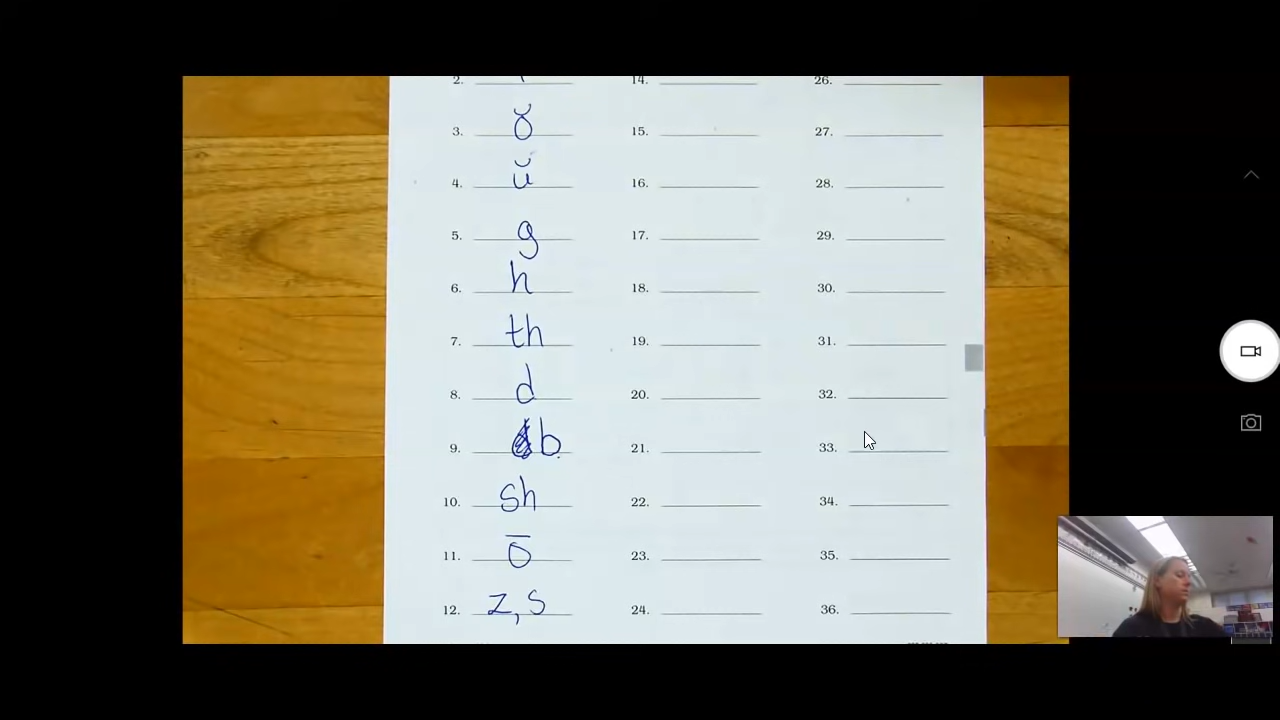 2. 14. 26.
3. ŏ 15. 27.
4. ŭ 16. 28.
5. g 17. 29.
6. h 18. 30.
7. th 19. 31.
8. d 20. 32.
9. b 21. 33.
10. sh 22. 34.
11. ō 23. 35.
12. z, s 24. 36.